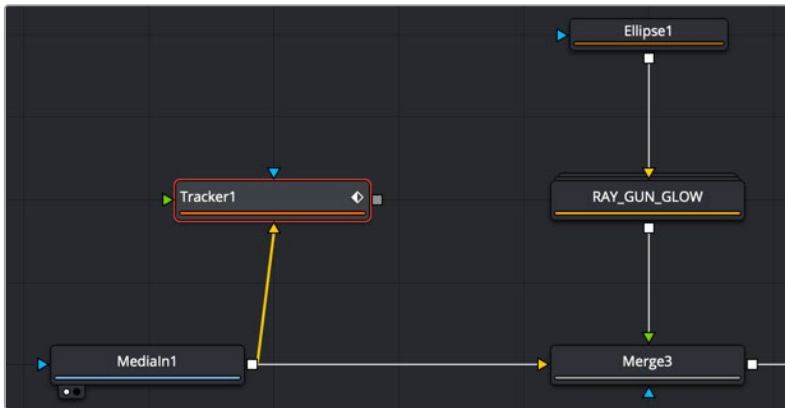 Ellipse1
Tracker1
RAY_GUN_GLOW
MediaIn1
Merge3